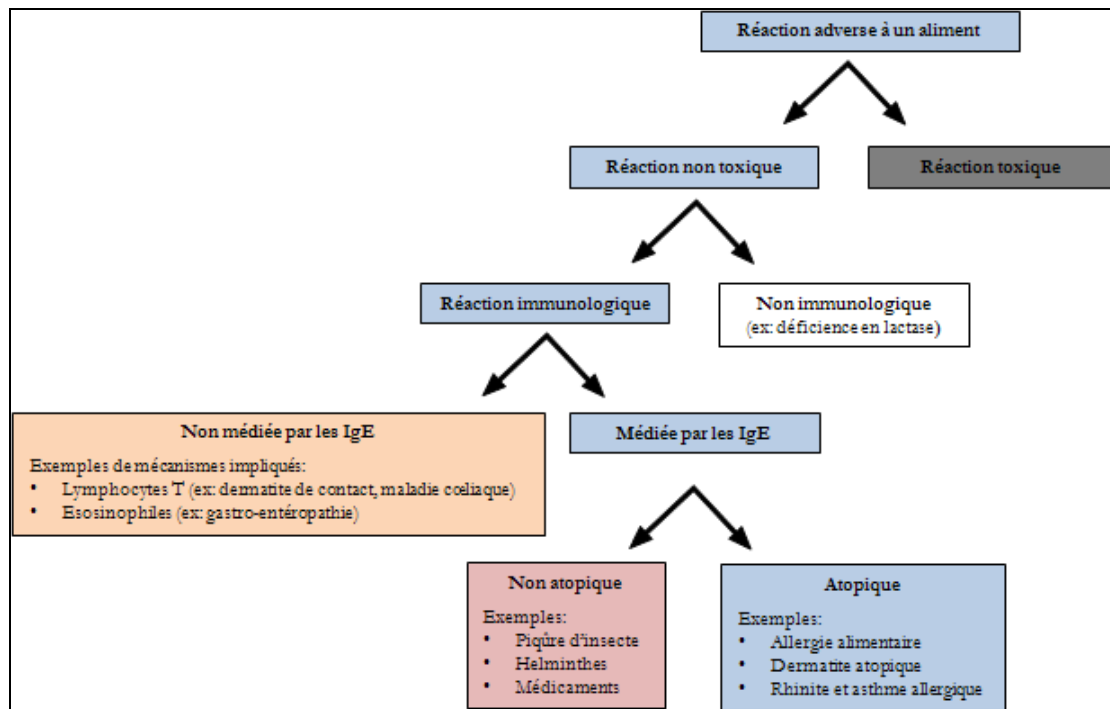 Réaction adverse à un aliment
Réaction non toxique
Réaction toxique
Réaction immunologique
Non immunologique
(ex: déficience en lactase)
Non médiée par les IgE
Exemples de mécanismes impliqués:
• Lymphocytes T (ex: dermatite de contact, maladie cœliaque)
• Esosinophiles (ex: gastro-entéropathie)
Médiée par les IgE
Non atopique
Exemples:
• Piqûre d'insecte
• Helminthes
• Médicaments
Atopique
Exemples:
• Allergie alimentaire
• Dermatite atopique
• Rhinite et asthme allergique